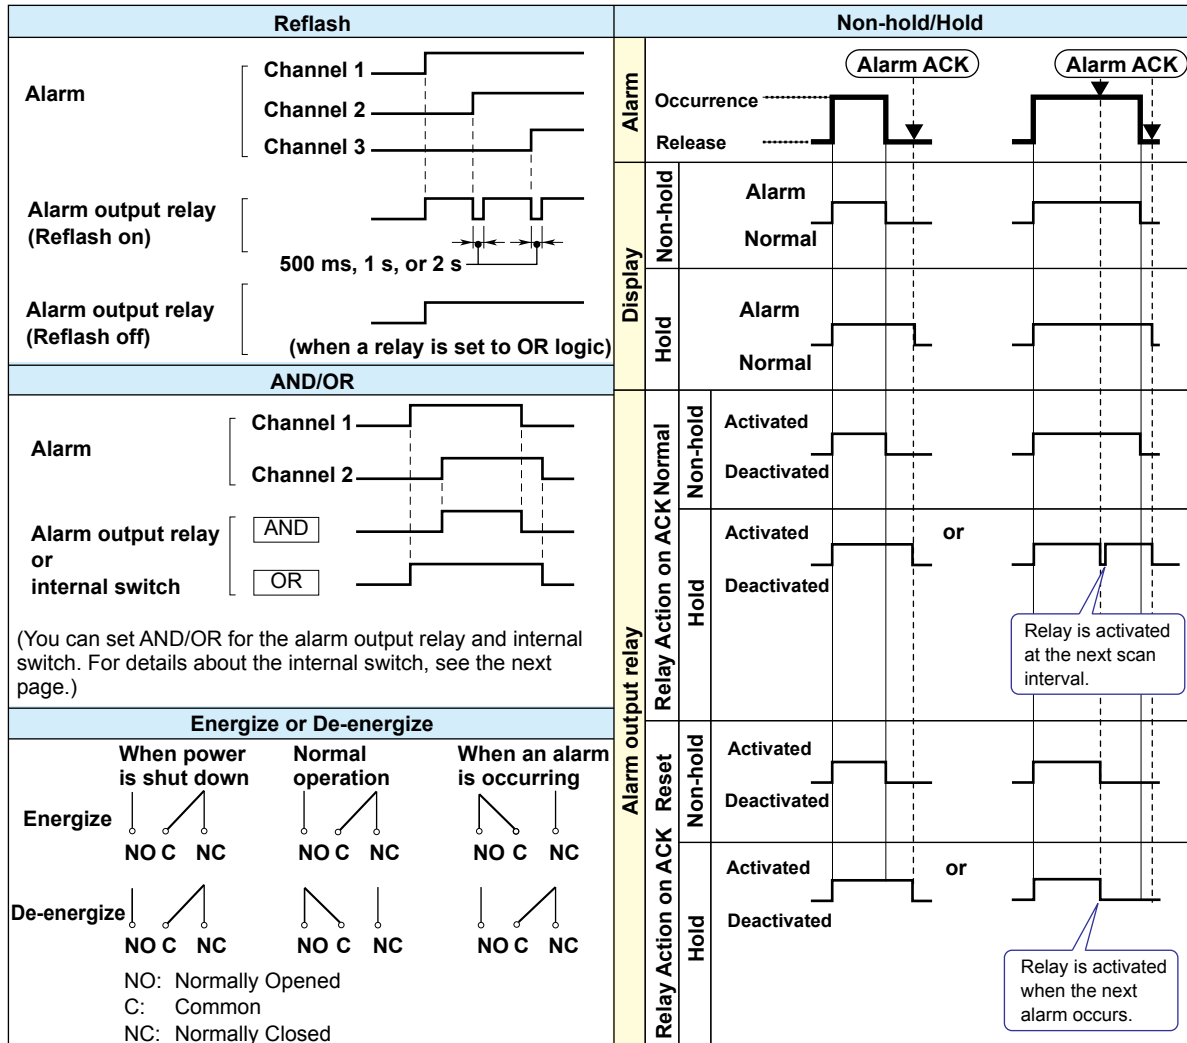 Reflash
Alarm
Channel 1
Channel 2
Channel 3
Alarm output relay
(Reflash on)
500 ms, 1 s, or 2 s
Alarm output relay
(Reflash off)
(when a relay is set to OR logic)
AND/OR
Alarm
Channel 1
Channel 2
Alarm output relay
or
internal switch
AND
OR
(You can set AND/OR for the alarm output relay and internal
switch. For details about the internal switch, see the next
page.)
Energize or De-energize
When power
is shut down
Normal
operation
When an alarm
is occurring
Energize
NO C NC
NO C NC
NO C NC
De-energize
NO C NC
NO C NC
NO C NC
NO: Normally Opened
C: Common
NC: Normally Closed
Non-hold/Hold
Alarm
Alarm ACK
Alarm ACK
Occurrence
Release
Display
Non-hold
Alarm
Normal
Hold
Alarm
Normal
Alarm output relay
Relay Action on ACK Normal
Non-hold
Activated
Deactivated
Hold
Activated
Deactivated
or
Relay is activated
at the next scan
interval.
Relay Action on ACK Reset
Non-hold
Activated
Deactivated
Hold
Activated
Deactivated
or
Relay is activated
when the next
alarm occurs.